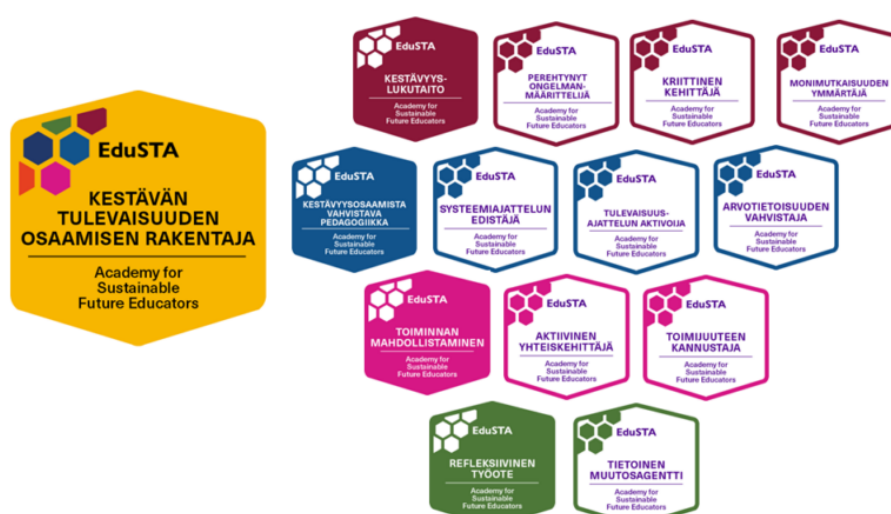 EduSTA
KESTÄVÄN
TULEVAISUUDEN
OSAAMISEN RAKENTAJA
Academy for
Sustainable
Future Educators
EduSTA
KESTÄVYYS-
LUKUTAITO
Academy for
Sustainable
Future Educators
EduSTA
PEREHTYNYT
ONGELMAN-
MÄÄRITTELIJÄ
Academy for
Sustainable
Future Educators
EduSTA
KRIITTINEN
KEHITTÄJÄ
Academy for
Sustainable
Future Educators
EduSTA
MONIMUTKAISUUDEN
YMMÄRTÄJÄ
Academy for
Sustainable
Future Educators
EduSTA
KESTÄVYYSOSAAMISTA
VAHVISTAVA
PEDAGOGIIKKA
Academy for
Sustainable
Future Educators
EduSTA
SYSTEEMIAJATTELUN
EDISTÄJÄ
Academy for
Sustainable
Future Educators
EduSTA
TULEVAISUUS-
AJATTELUN AKTIVOIJA
Academy for
Sustainable
Future Educators
EduSTA
ARVOTIETOISUUDEN
VAHVISTAJA
Academy for
Sustainable
Future Educators
EduSTA
TOIMINNAN
MAHDOLLISTAMINEN
Academy for
Sustainable
Future Educators
EduSTA
AKTIIVINEN
YHTEISKEHITTÄJÄ
Academy for
Sustainable
Future Educators
EduSTA
TOIMIJUUTEEN
KANNUSTAJA
Academy for
Sustainable
Future Educators
EduSTA
REFLEKSIIVINEN
TYÖOTE
Academy for
Sustainable
Future Educators
EduSTA
TIETOINEN
MUUTOSAGENTTI
Academy for
Sustainable
Future Educators